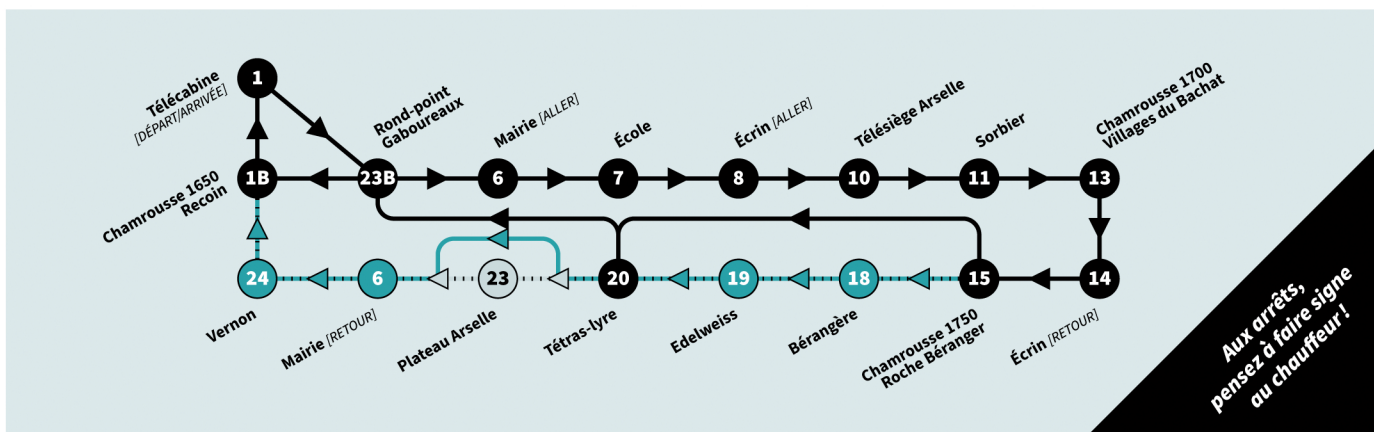 Télécabine
[DÉPART/ARRIVÉE]
1
Rond-point
Gaboureaux
Mairie [ALLER]
École
Écrin [ALLER]
Télésiège Arselle
Sorbier
Chamrousse 1700
Villages du Bachat
1B
23B
6
7
8
10
11
13
Chamrousse 1650
Recoin
24
6
23
20
19
18
15
14
Vernon
Mairie [RETOUR]
Plateau Arselle
Tétras-lyre
Edelweiss
Bérangère
Chamrousse 1750
Roche Béranger
Écrin [RETOUR]
Aux arrêts,
pensez à faire signe
au chauffeur !